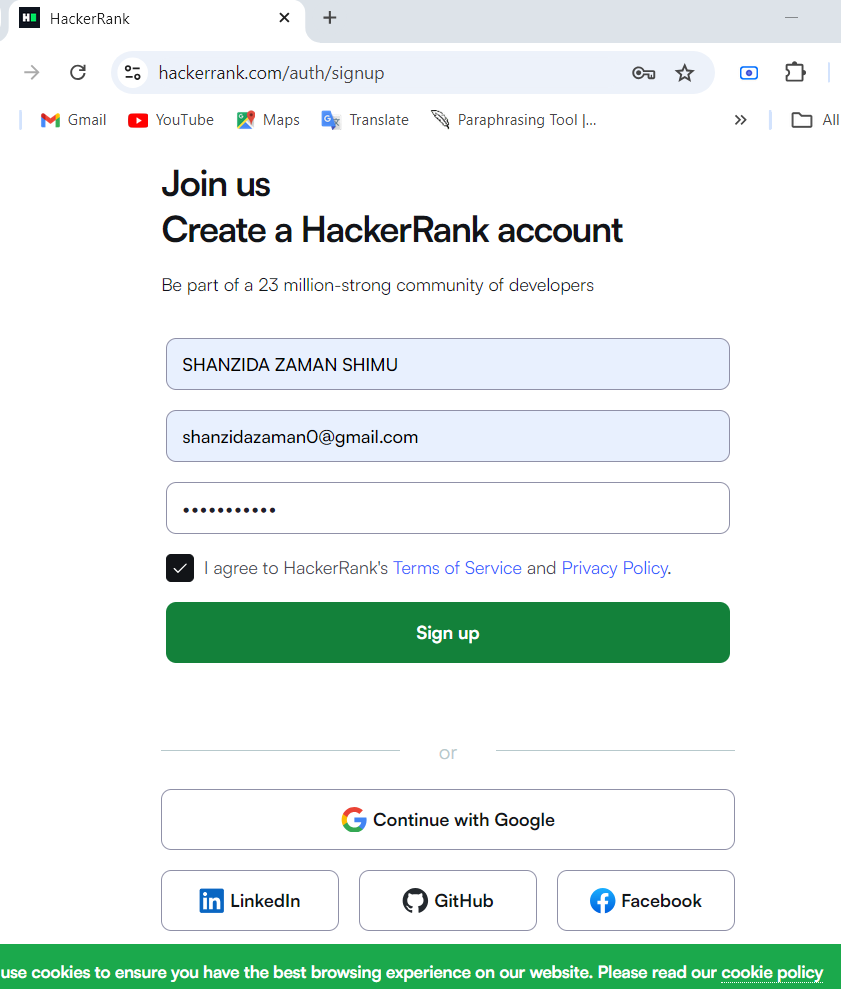 HackerRank
hackerrank.com/auth/signup
Gmail YouTube Maps Translate Paraphrasing Tool |... All
Join us
Create a HackerRank account
Be part of a 23 million-strong community of developers
SHANZIDA ZAMAN SHIMU
shanzidazaman0@gmail.com
I agree to HackerRank's Terms of Service and Privacy Policy.
Sign up
or
Continue with Google
LinkedIn GitHub Facebook
use cookies to ensure you have the best browsing experience on our website. Please read our cookie policy